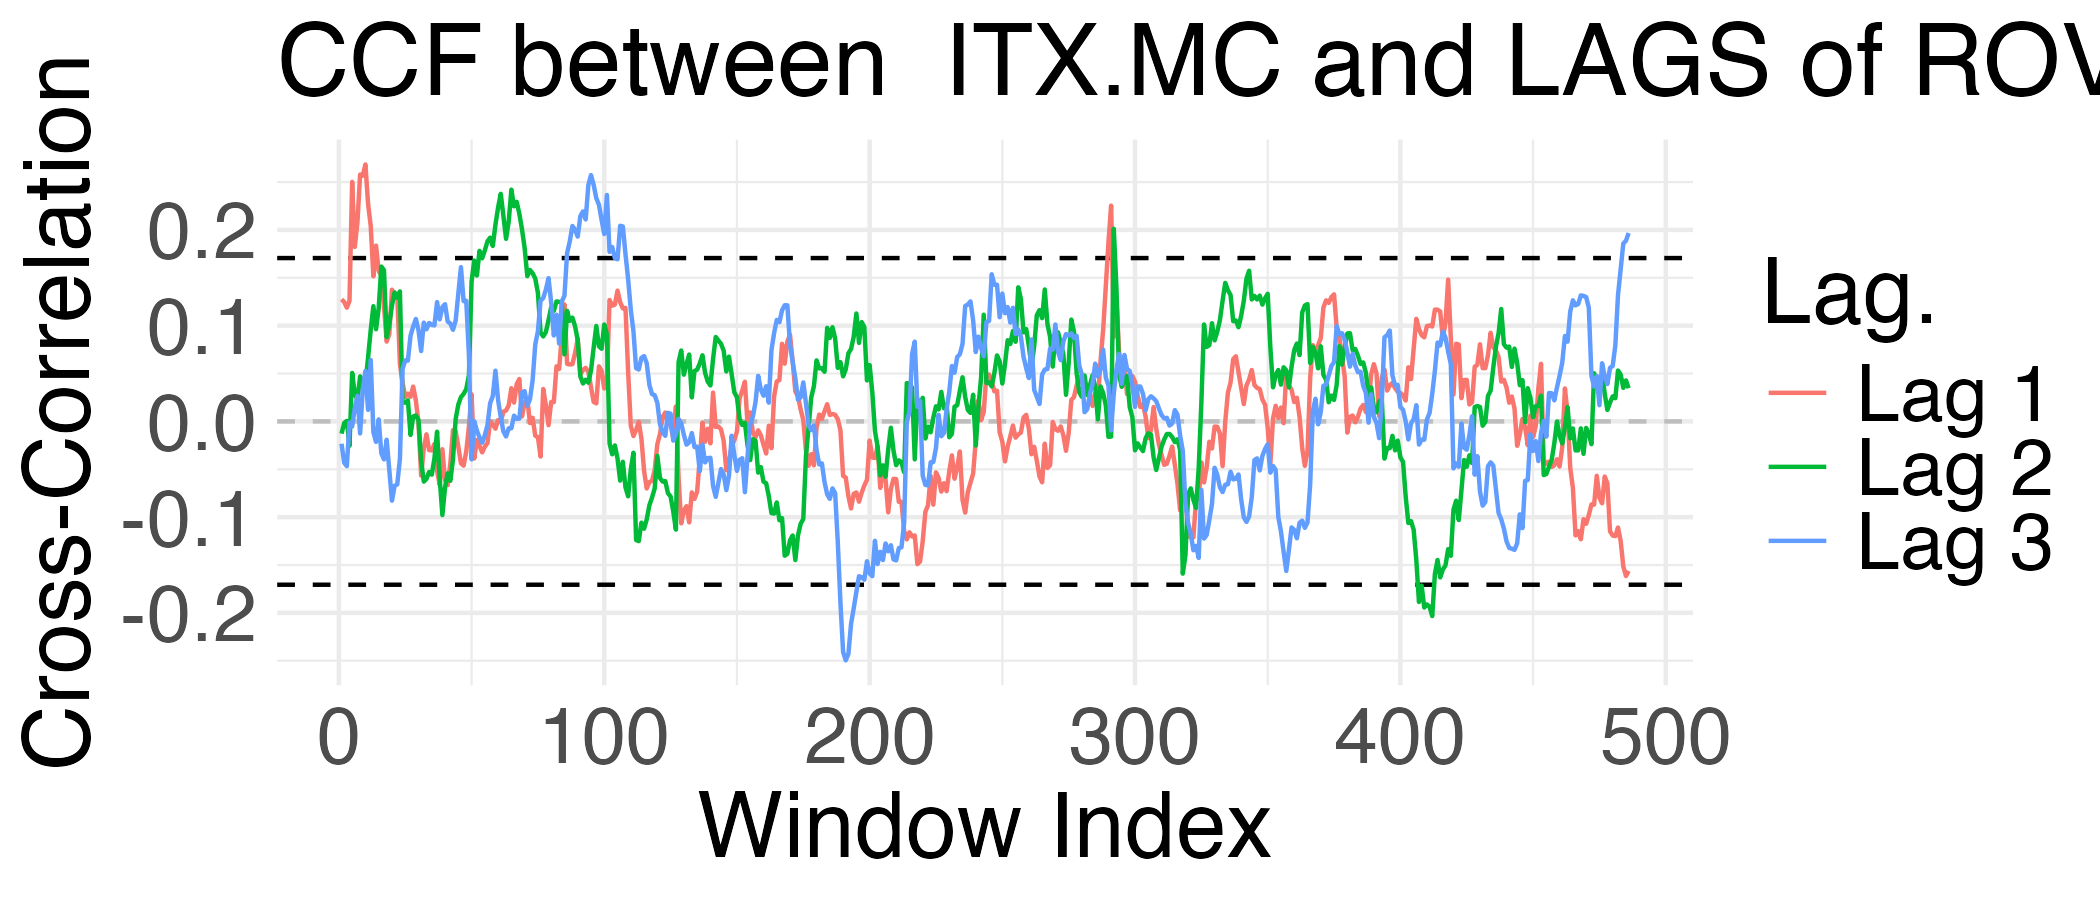 CCF between  ITX.MC and LAGS of ROV
Cross-Correlation
0.2
0.1
0.0
-0.1
-0.2
0 100 200 300 400 500
Window Index
Lag.
Lag 1
Lag 2
Lag 3